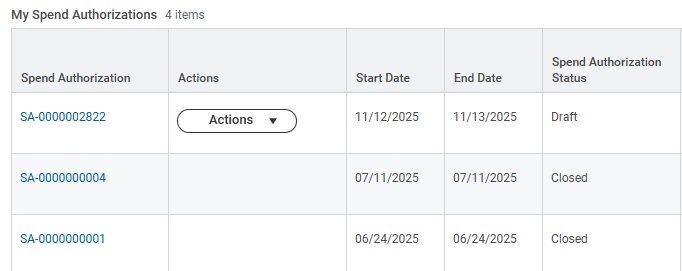 My Spend Authorizations 4 items
Spend Authorization Actions Start Date End Date Spend Authorization Status
SA-0000002822 Actions 11/12/2025 11/13/2025 Draft
SA-0000000004 07/11/2025 07/11/2025 Closed
SA-0000000001 06/24/2025 06/24/2025 Closed